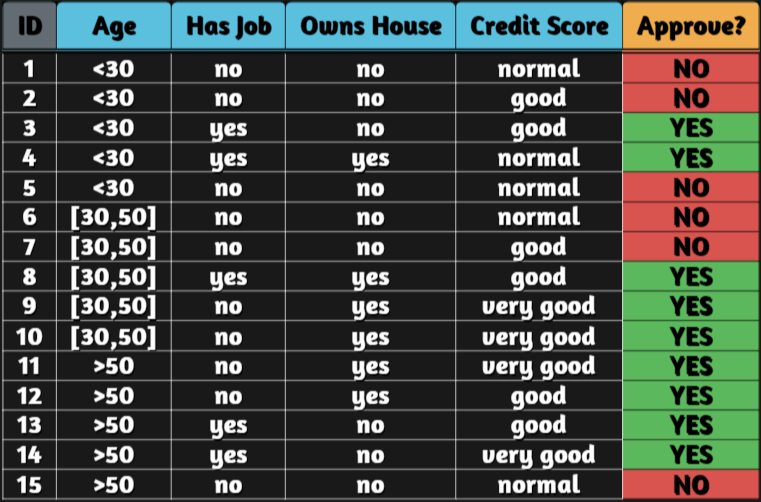 ID Age Has Job Owns House Credit Score Approve?
1 <30 no no normal NO
2 <30 no no good NO
3 <30 yes no good YES
4 <30 yes yes normal YES
5 <30 no no normal NO
6 [30,50] no no normal NO
7 [30,50] no no good NO
8 [30,50] yes yes good YES
9 [30,50] no yes very good YES
10 [30,50] no yes very good YES
11 >50 no yes very good YES
12 >50 no yes good YES
13 >50 yes no good YES
14 >50 yes no very good YES
15 >50 no no normal NO